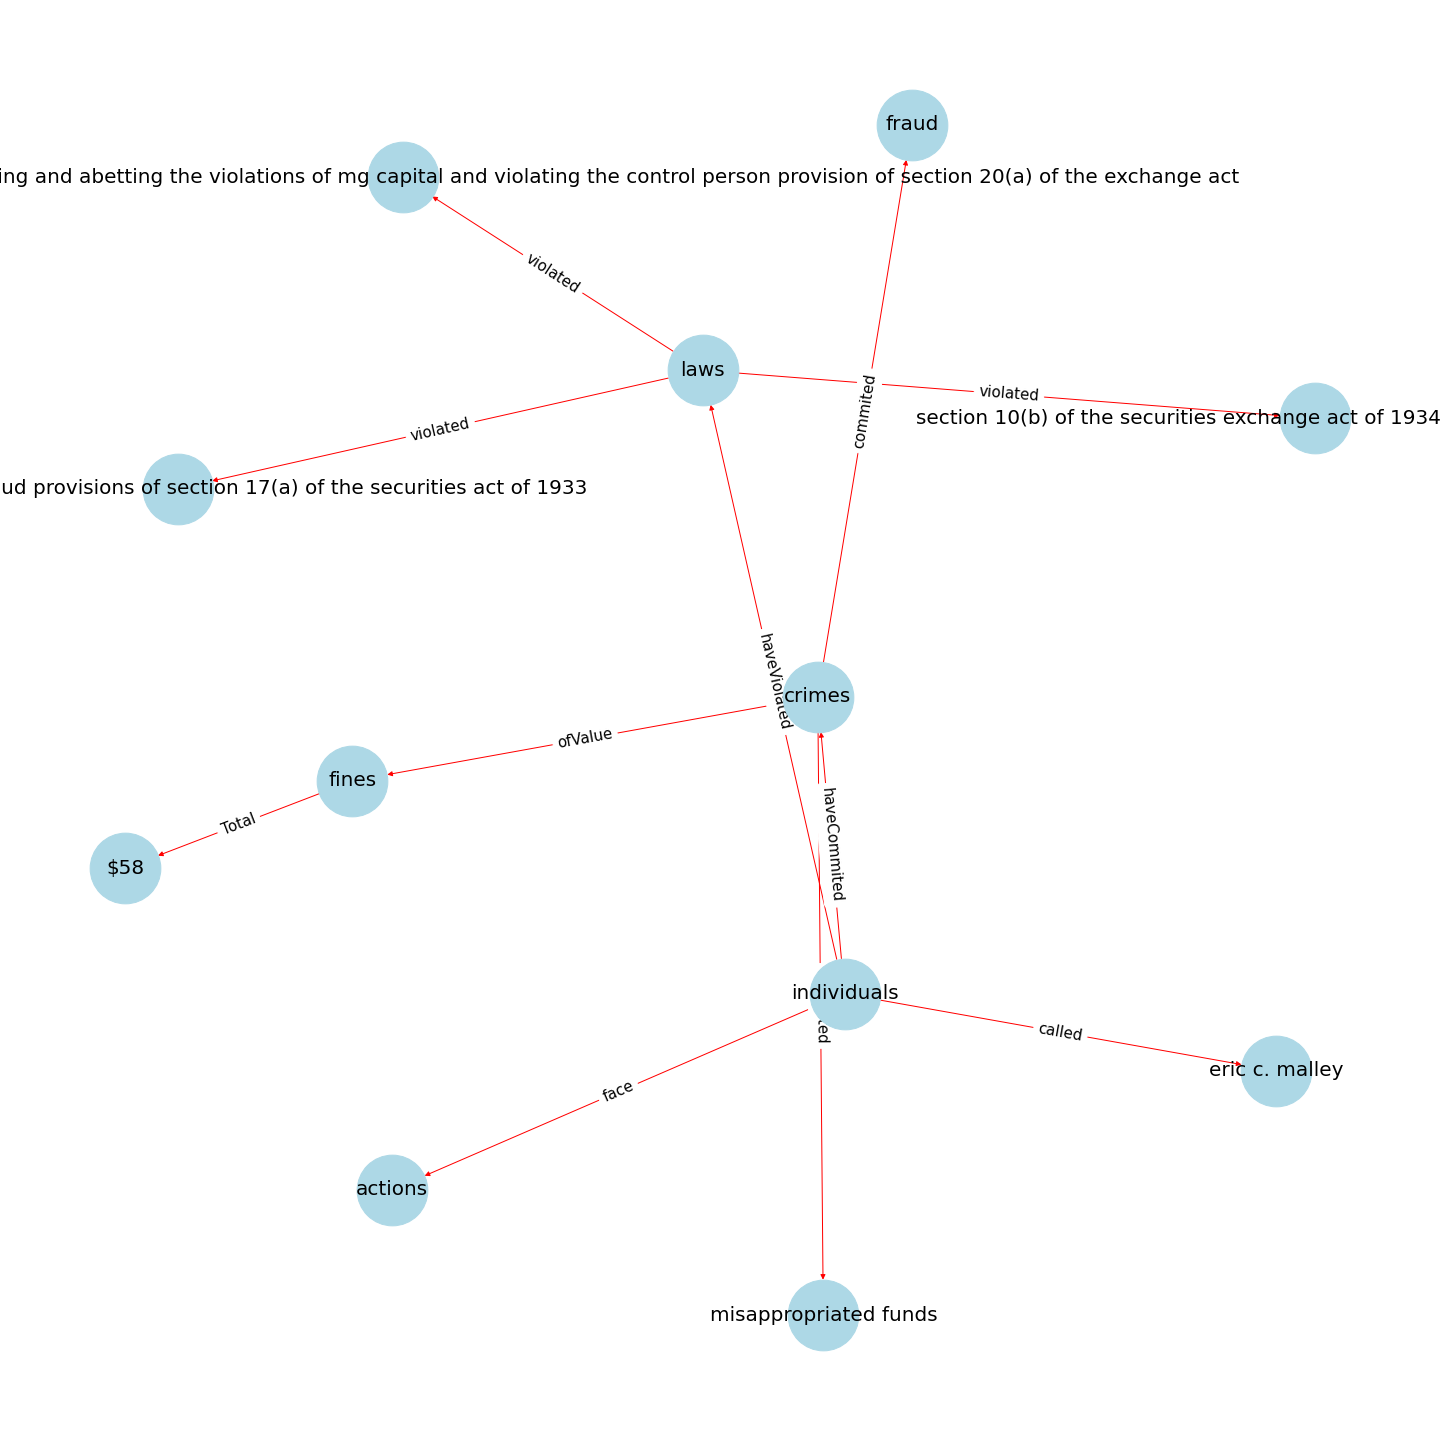 fraud
and abetting the violations of mg capital and violating the control person provision of section 20(a) of the exchange act
violated
laws
violated
section 10(b) of the securities exchange act of 1934
commited
violated
provisions of section 17(a) of the securities act of 1933
haveViolated
crimes
ofValue
fines
Total
haveCommited
$58
individuals
called
face
eric c. malley
actions
misappropriated funds